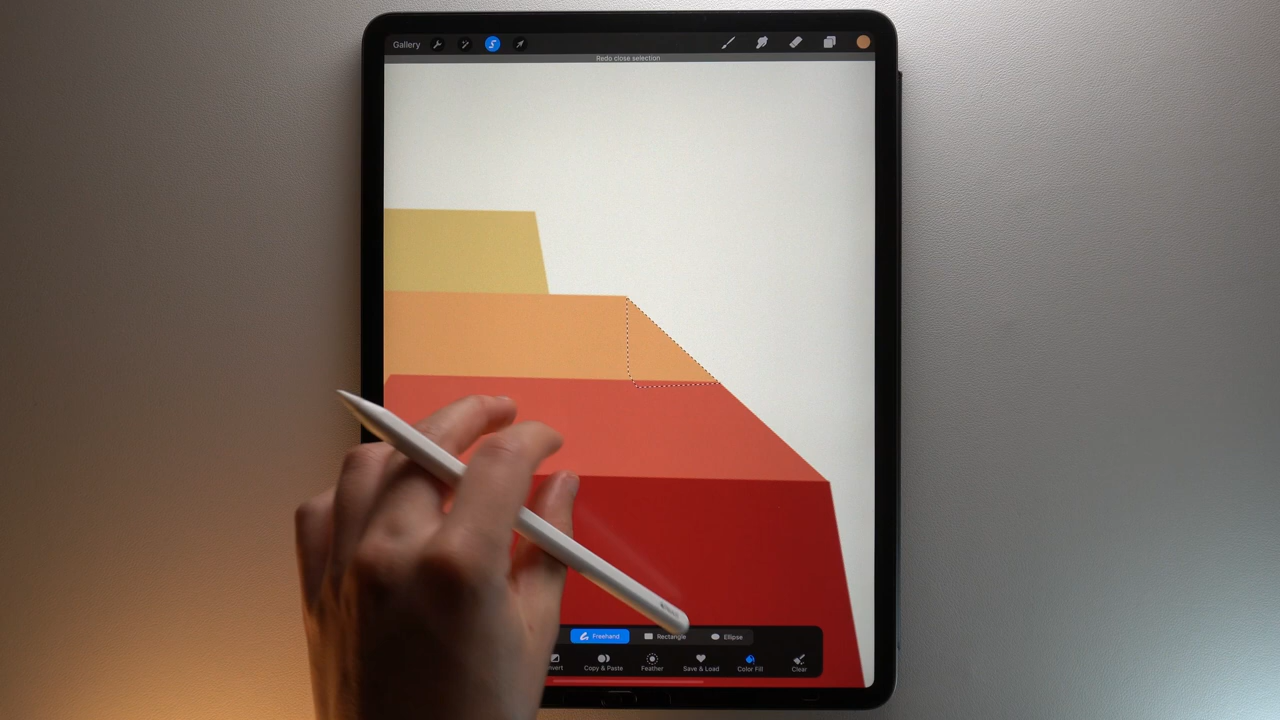 Gallery
Redo close selection
Freehand
Rectangle
Ellipse
Copy & Paste
Feather
Save & Load
Color Fill
Clear